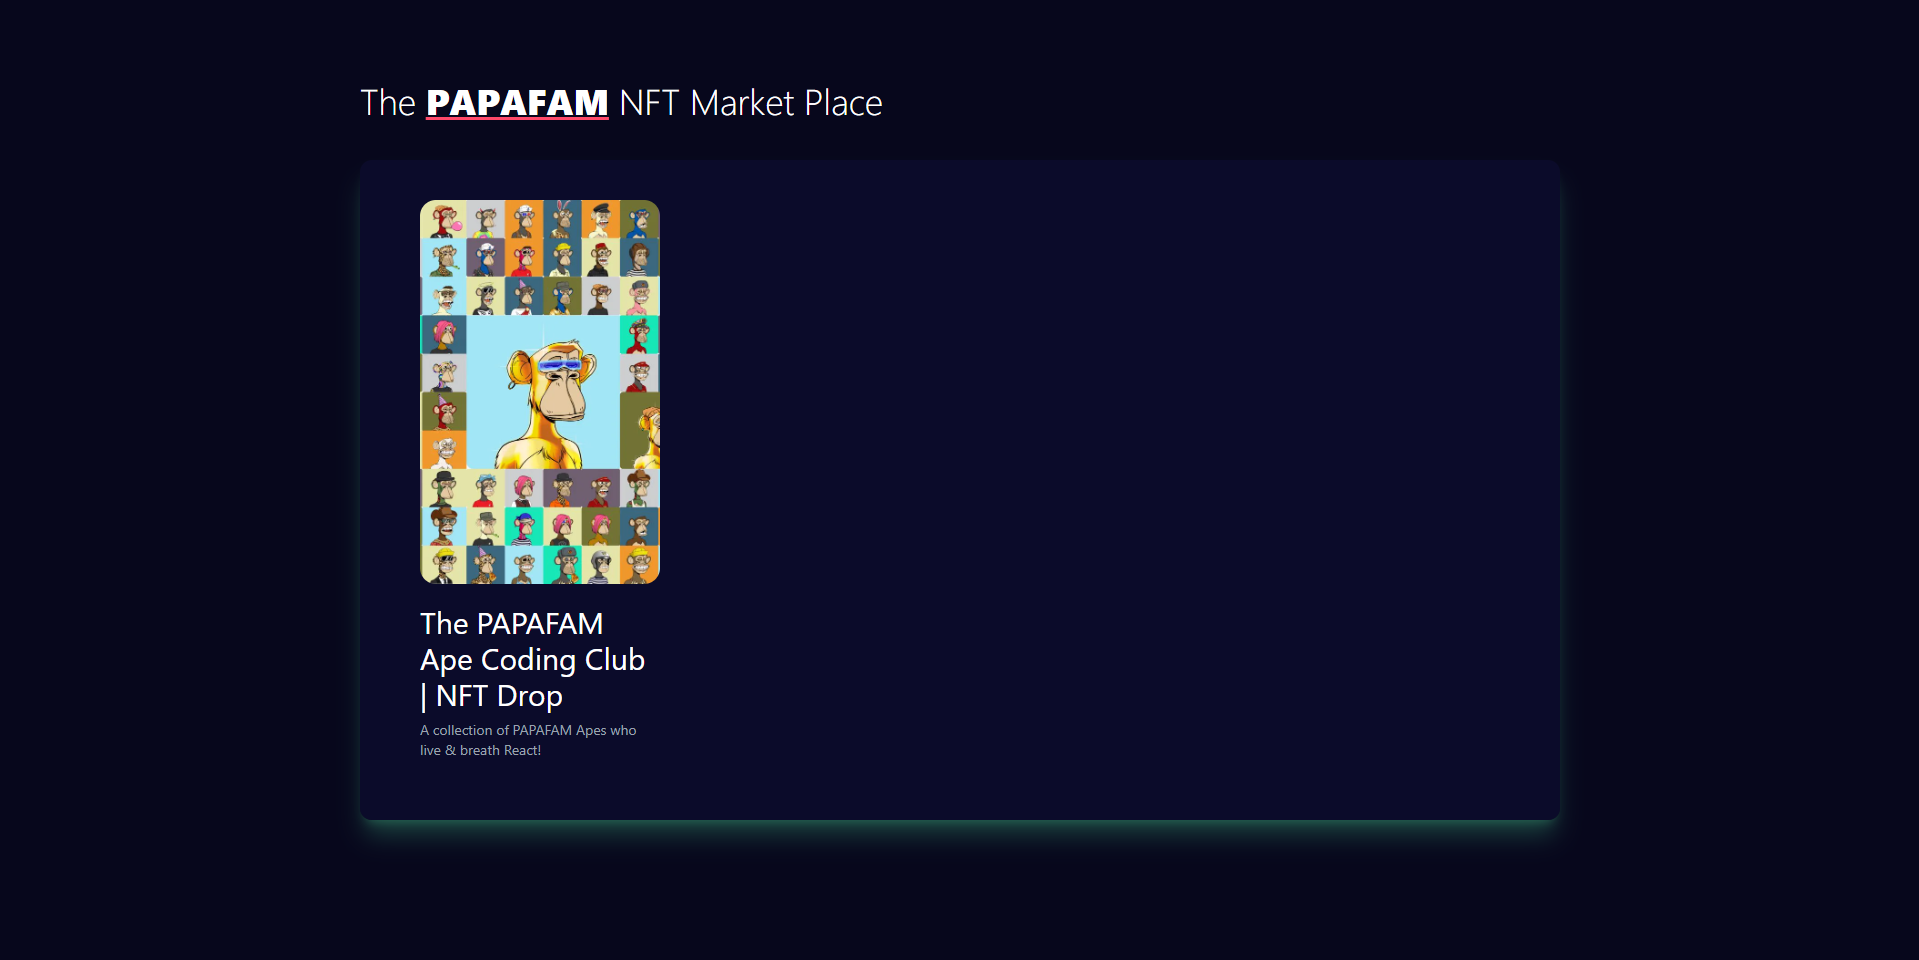 The PAPAFAM NFT Market Place
The PAPAFAM
Ape Coding Club
| NFT Drop
A collection of PAPAFAM Apes who
live & breath React!